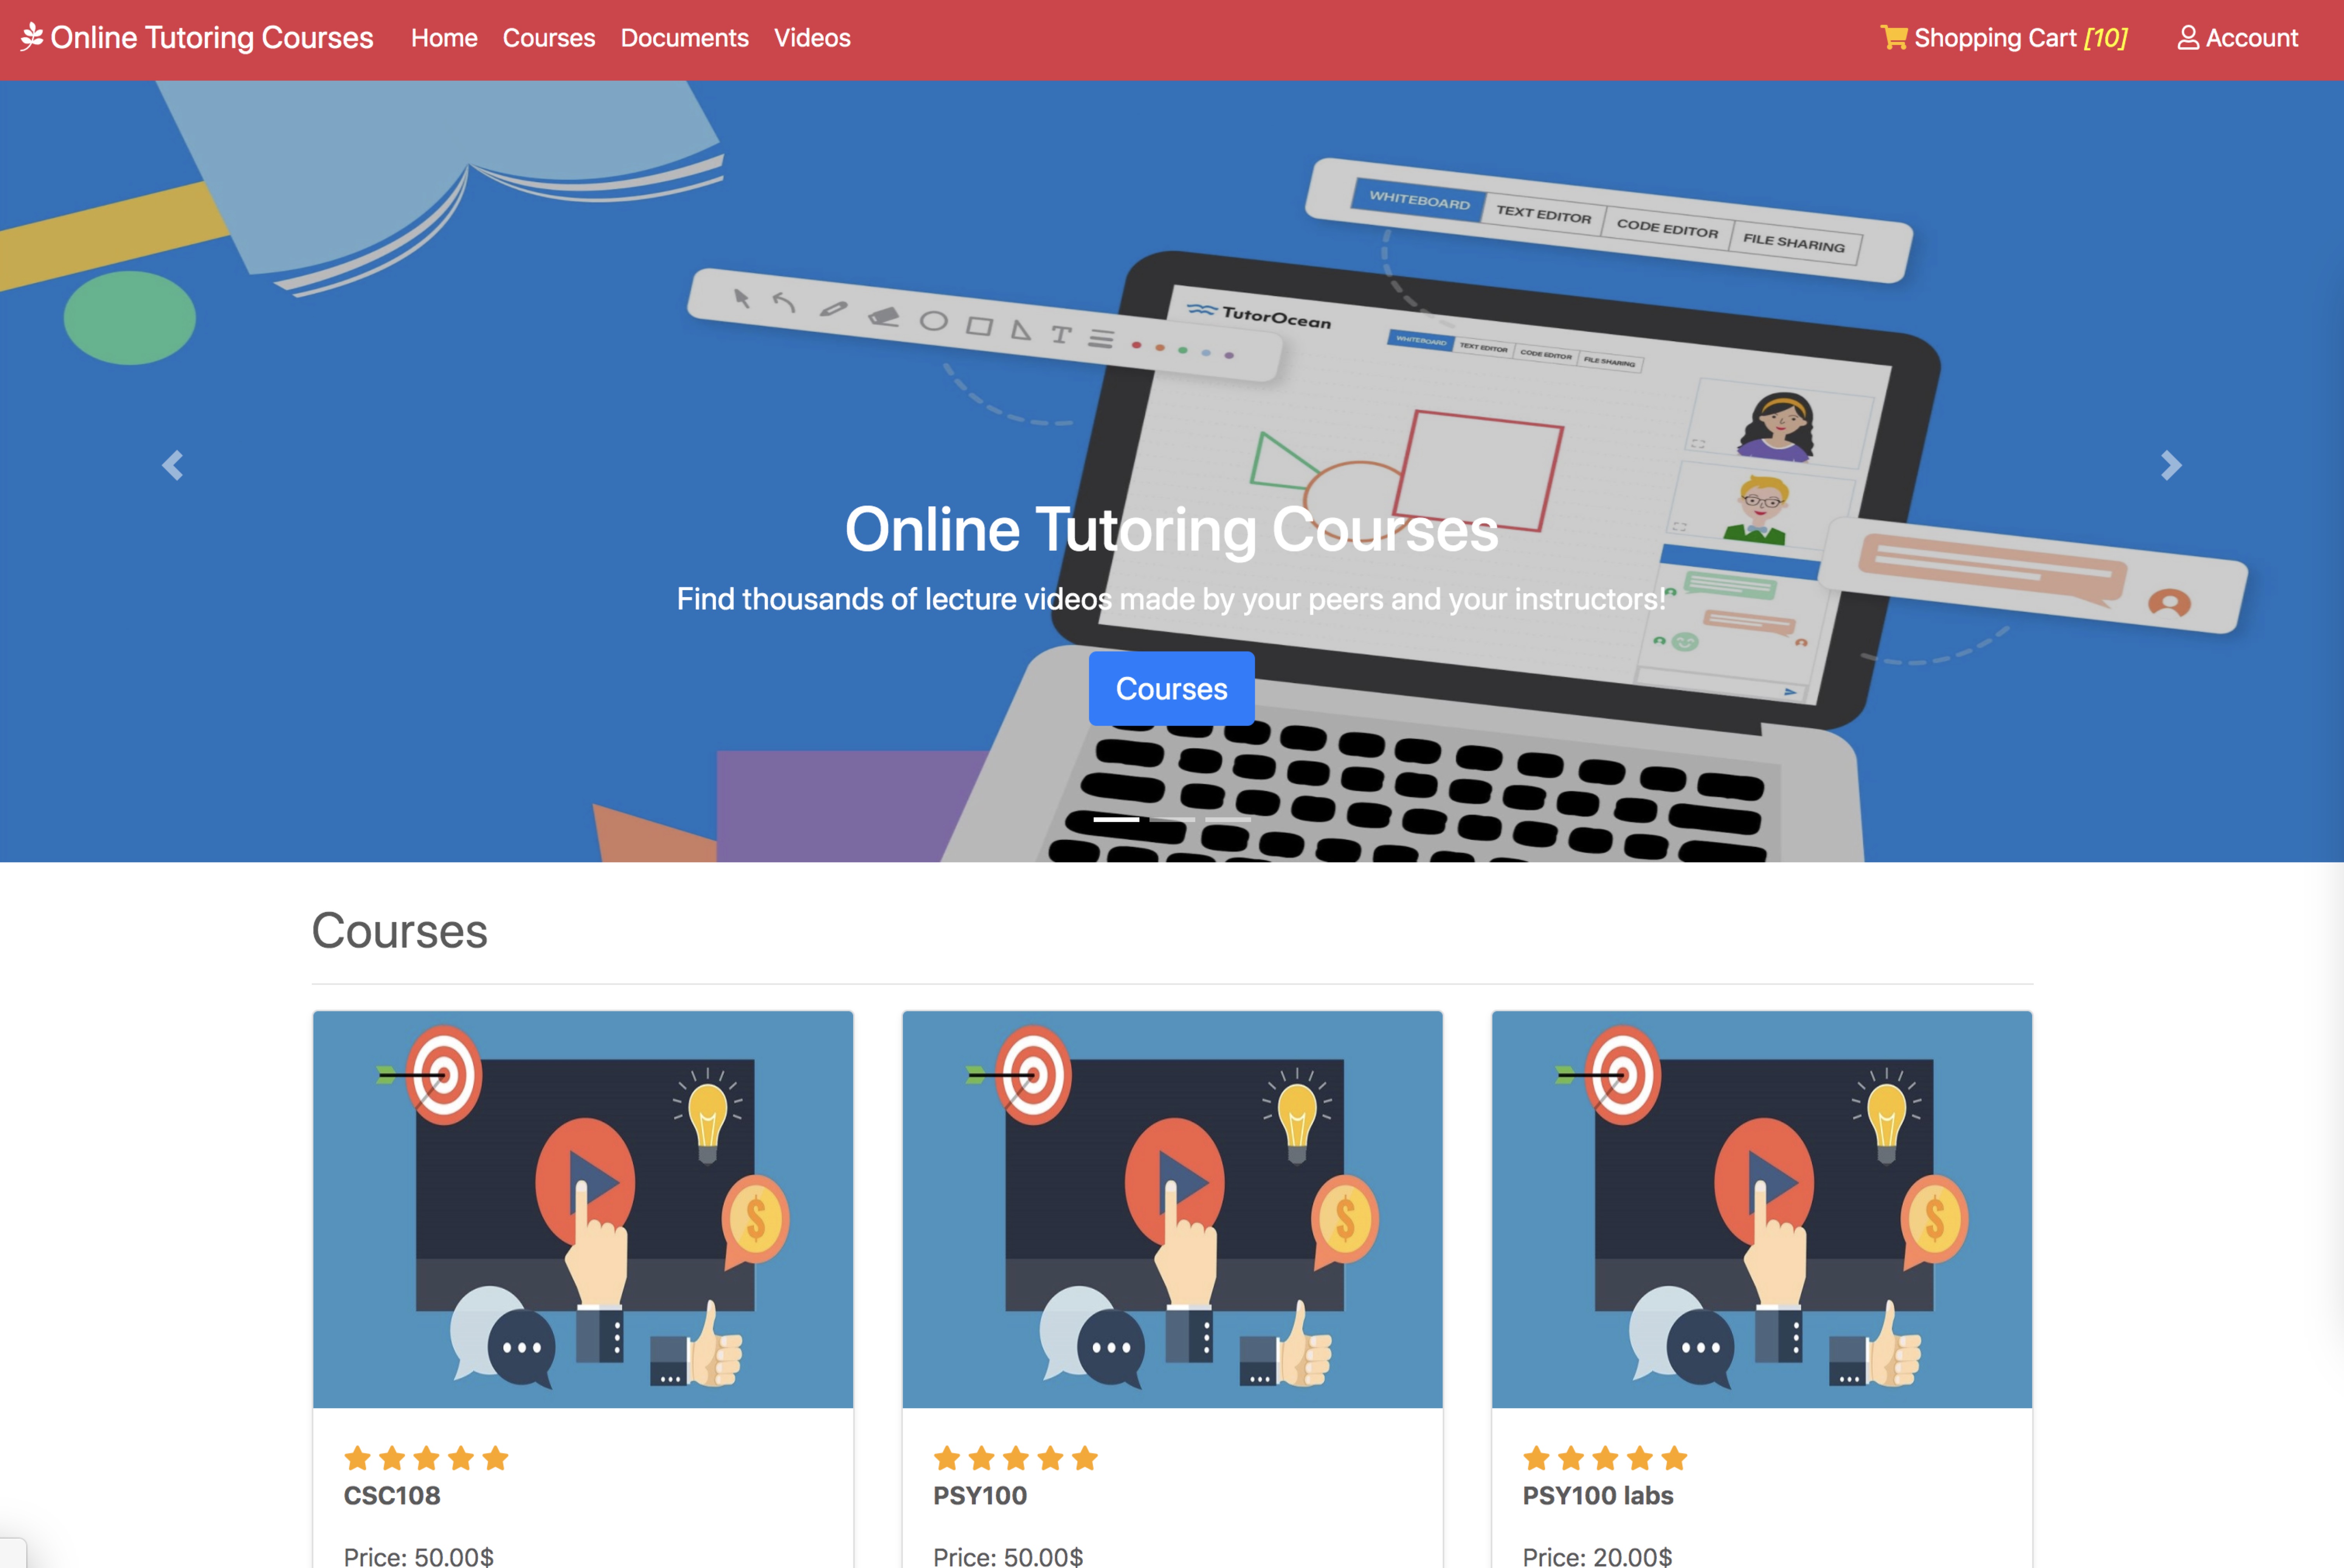 Online Tutoring Courses Home Courses Documents Videos Shopping Cart [10] Account
WHITEBOARD TEXT EDITOR CODE EDITOR FILE SHARING
T
TutorOcean
WHITEBOARD TEXT EDITOR CODE EDITOR FILE SHARING
Online Tutoring Courses
Find thousands of lecture videos made by your peers and your instructors!
Courses
Courses
$ $ $
CSC108 PSY100 PSY100 labs
Price: 50.00$ Price: 50.00$ Price: 20.00$